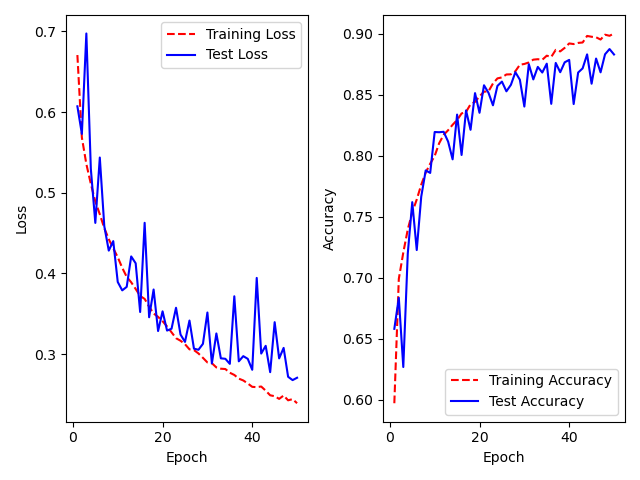 Training Loss
Test Loss
0.7
0.6
0.5
0.4
0.3
Loss
0
20
40
Epoch
0.90
0.85
0.80
0.75
0.70
0.65
0.60
Accuracy
Training Accuracy
Test Accuracy
0
20
40
Epoch